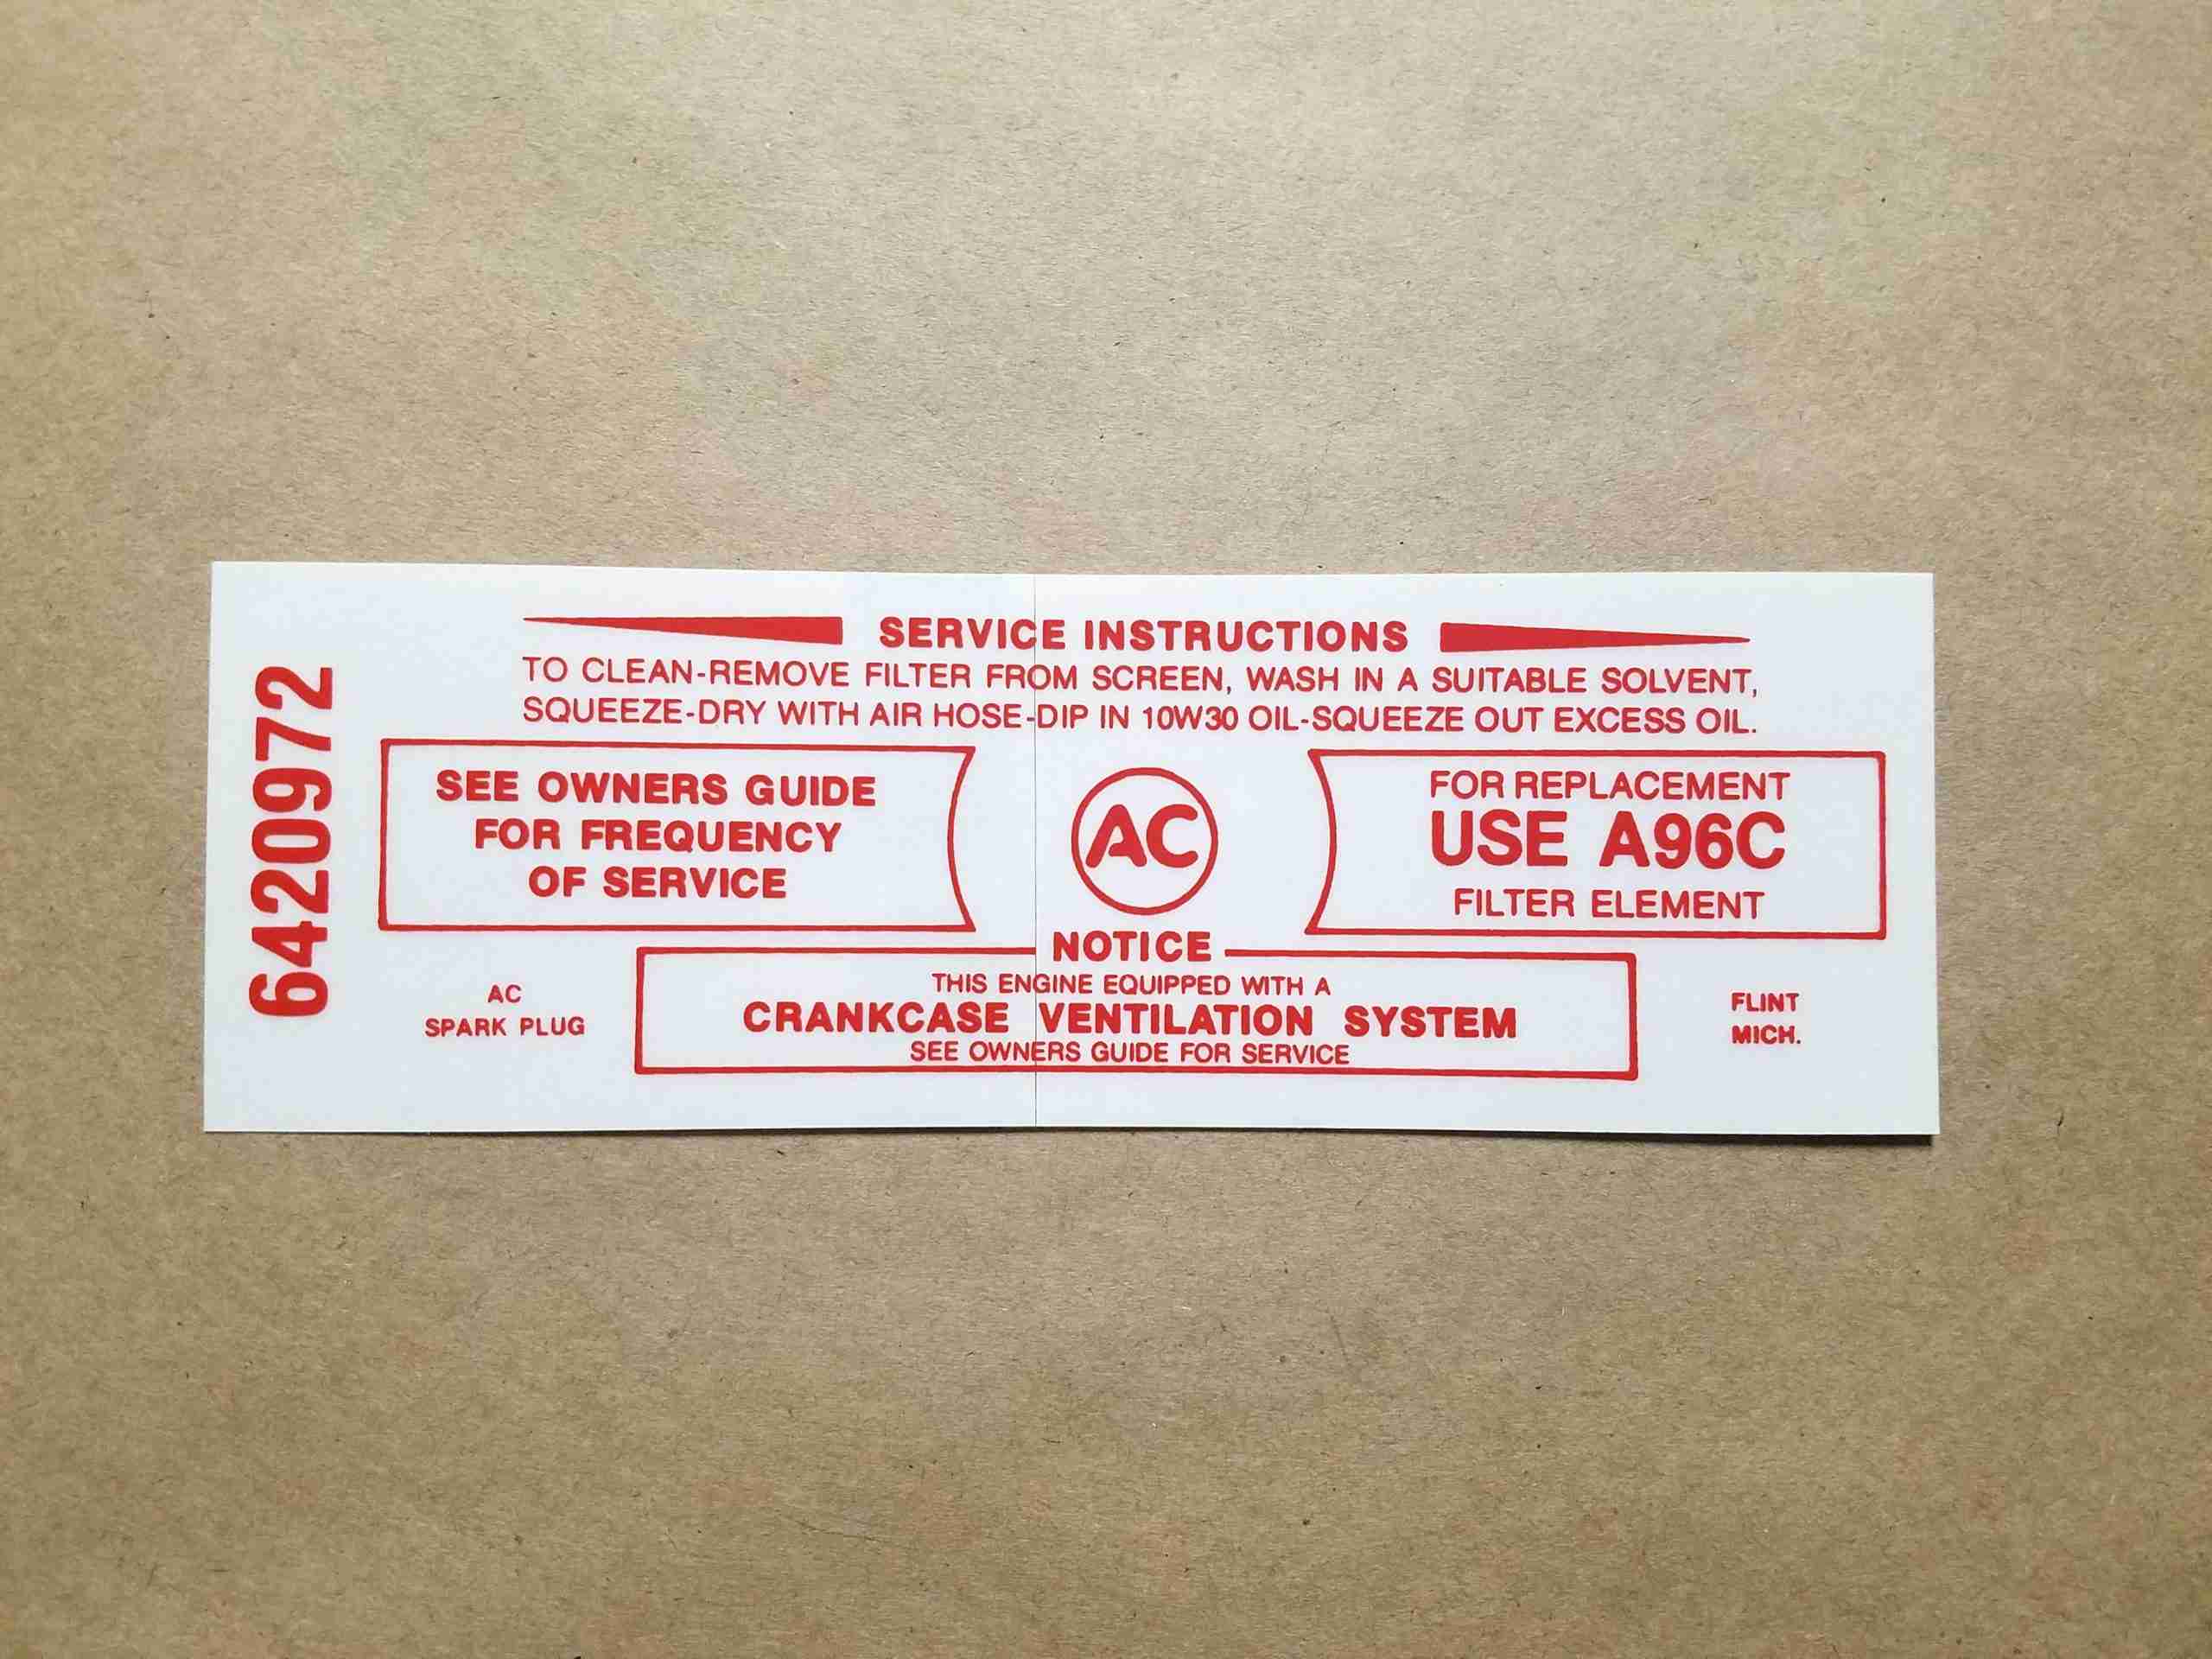 6420972
SERVICE INSTRUCTIONS
TO CLEAN-REMOVE FILTER FROM SCREEN, WASH IN A SUITABLE SOLVENT,
SQUEEZE-DRY WITH AIR HOSE-DIP IN 10W30 OIL-SQUEEZE OUT EXCESS OIL.
SEE OWNERS GUIDE
FOR FREQUENCY
OF SERVICE
AC
FOR REPLACEMENT
USE A96C
FILTER ELEMENT
NOTICE
THIS ENGINE EQUIPPED WITH A
CRANKCASE VENTILATION SYSTEM
SEE OWNERS GUIDE FOR SERVICE
AC
SPARK PLUG
FLINT
MICH.